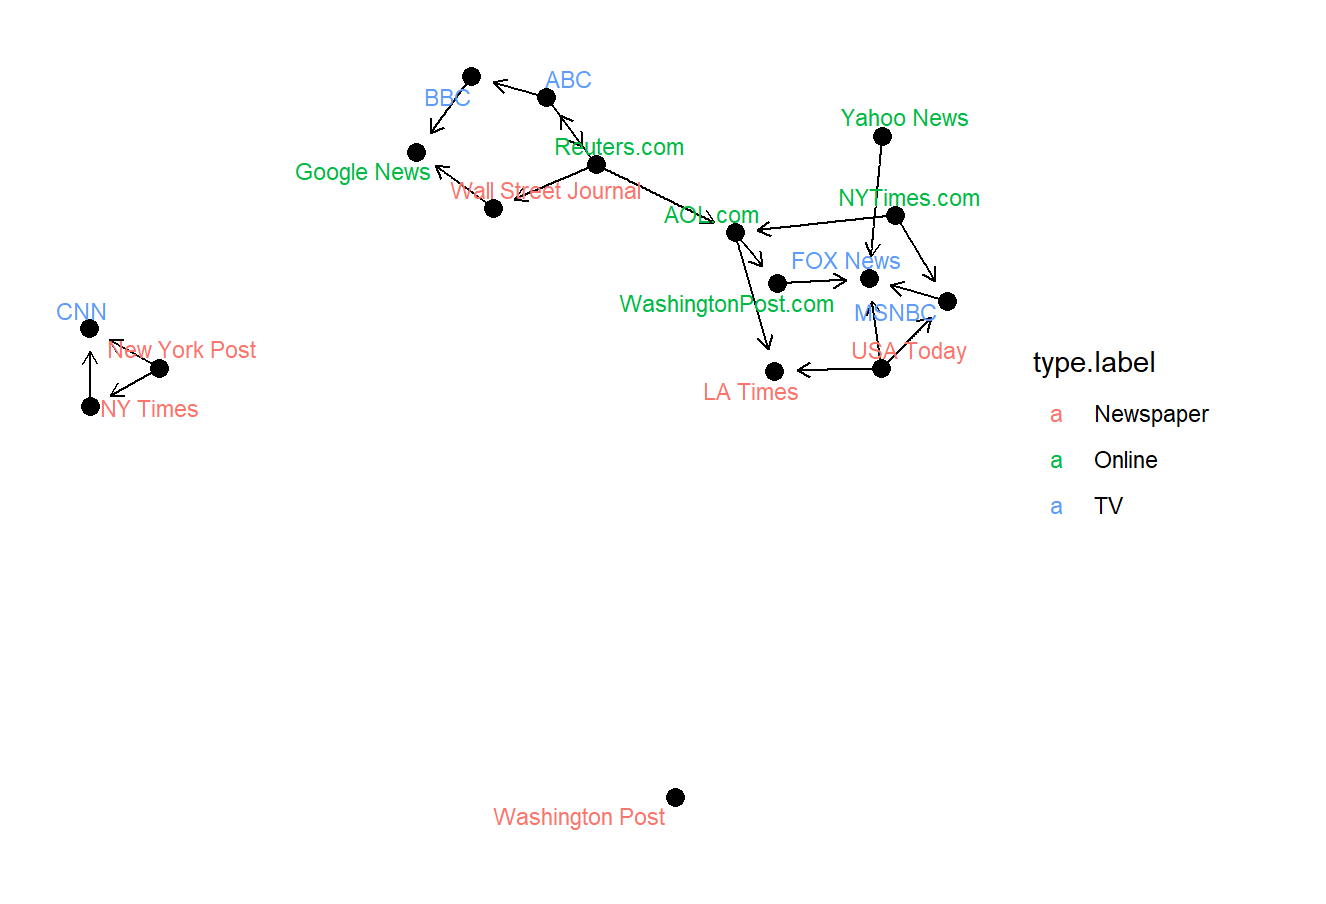 ABC
BBC
Yahoo News
Reuters.com
Google News
Wall Street Journal
NYTimes.com
AOL.com
FOX News
WashingtonPost.com
MSNBC
CNN
New York Post
USA Today
LA Times
NY Times
type.label
a Newspaper
a Online
a TV
Washington Post